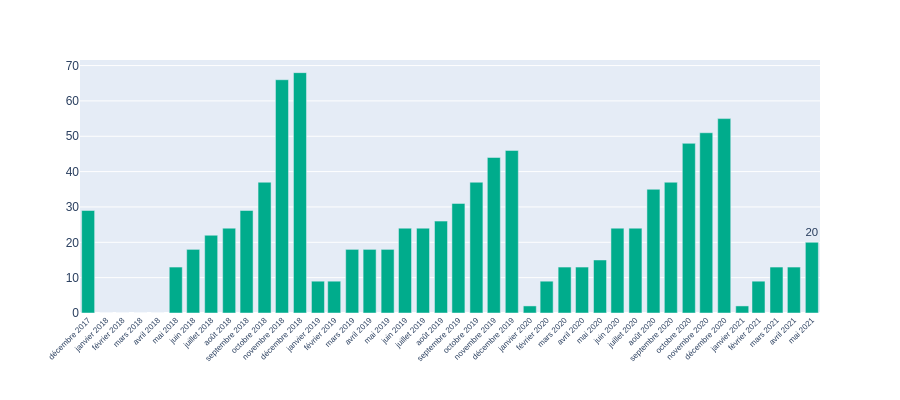 70
60
50
40
30
20
10
0
20
décembre 2017
janvier 2018
février 2018
mars 2018
avril 2018
mai 2018
juin 2018
juillet 2018
août 2018
septembre 2018
octobre 2018
novembre 2018
décembre 2018
janvier 2019
février 2019
mars 2019
avril 2019
mai 2019
juin 2019
juillet 2019
août 2019
septembre 2019
octobre 2019
novembre 2019
décembre 2019
janvier 2020
février 2020
mars 2020
avril 2020
mai 2020
juin 2020
juillet 2020
août 2020
septembre 2020
octobre 2020
novembre 2020
décembre 2020
janvier 2021
février 2021
mars 2021
avril 2021
mai 2021